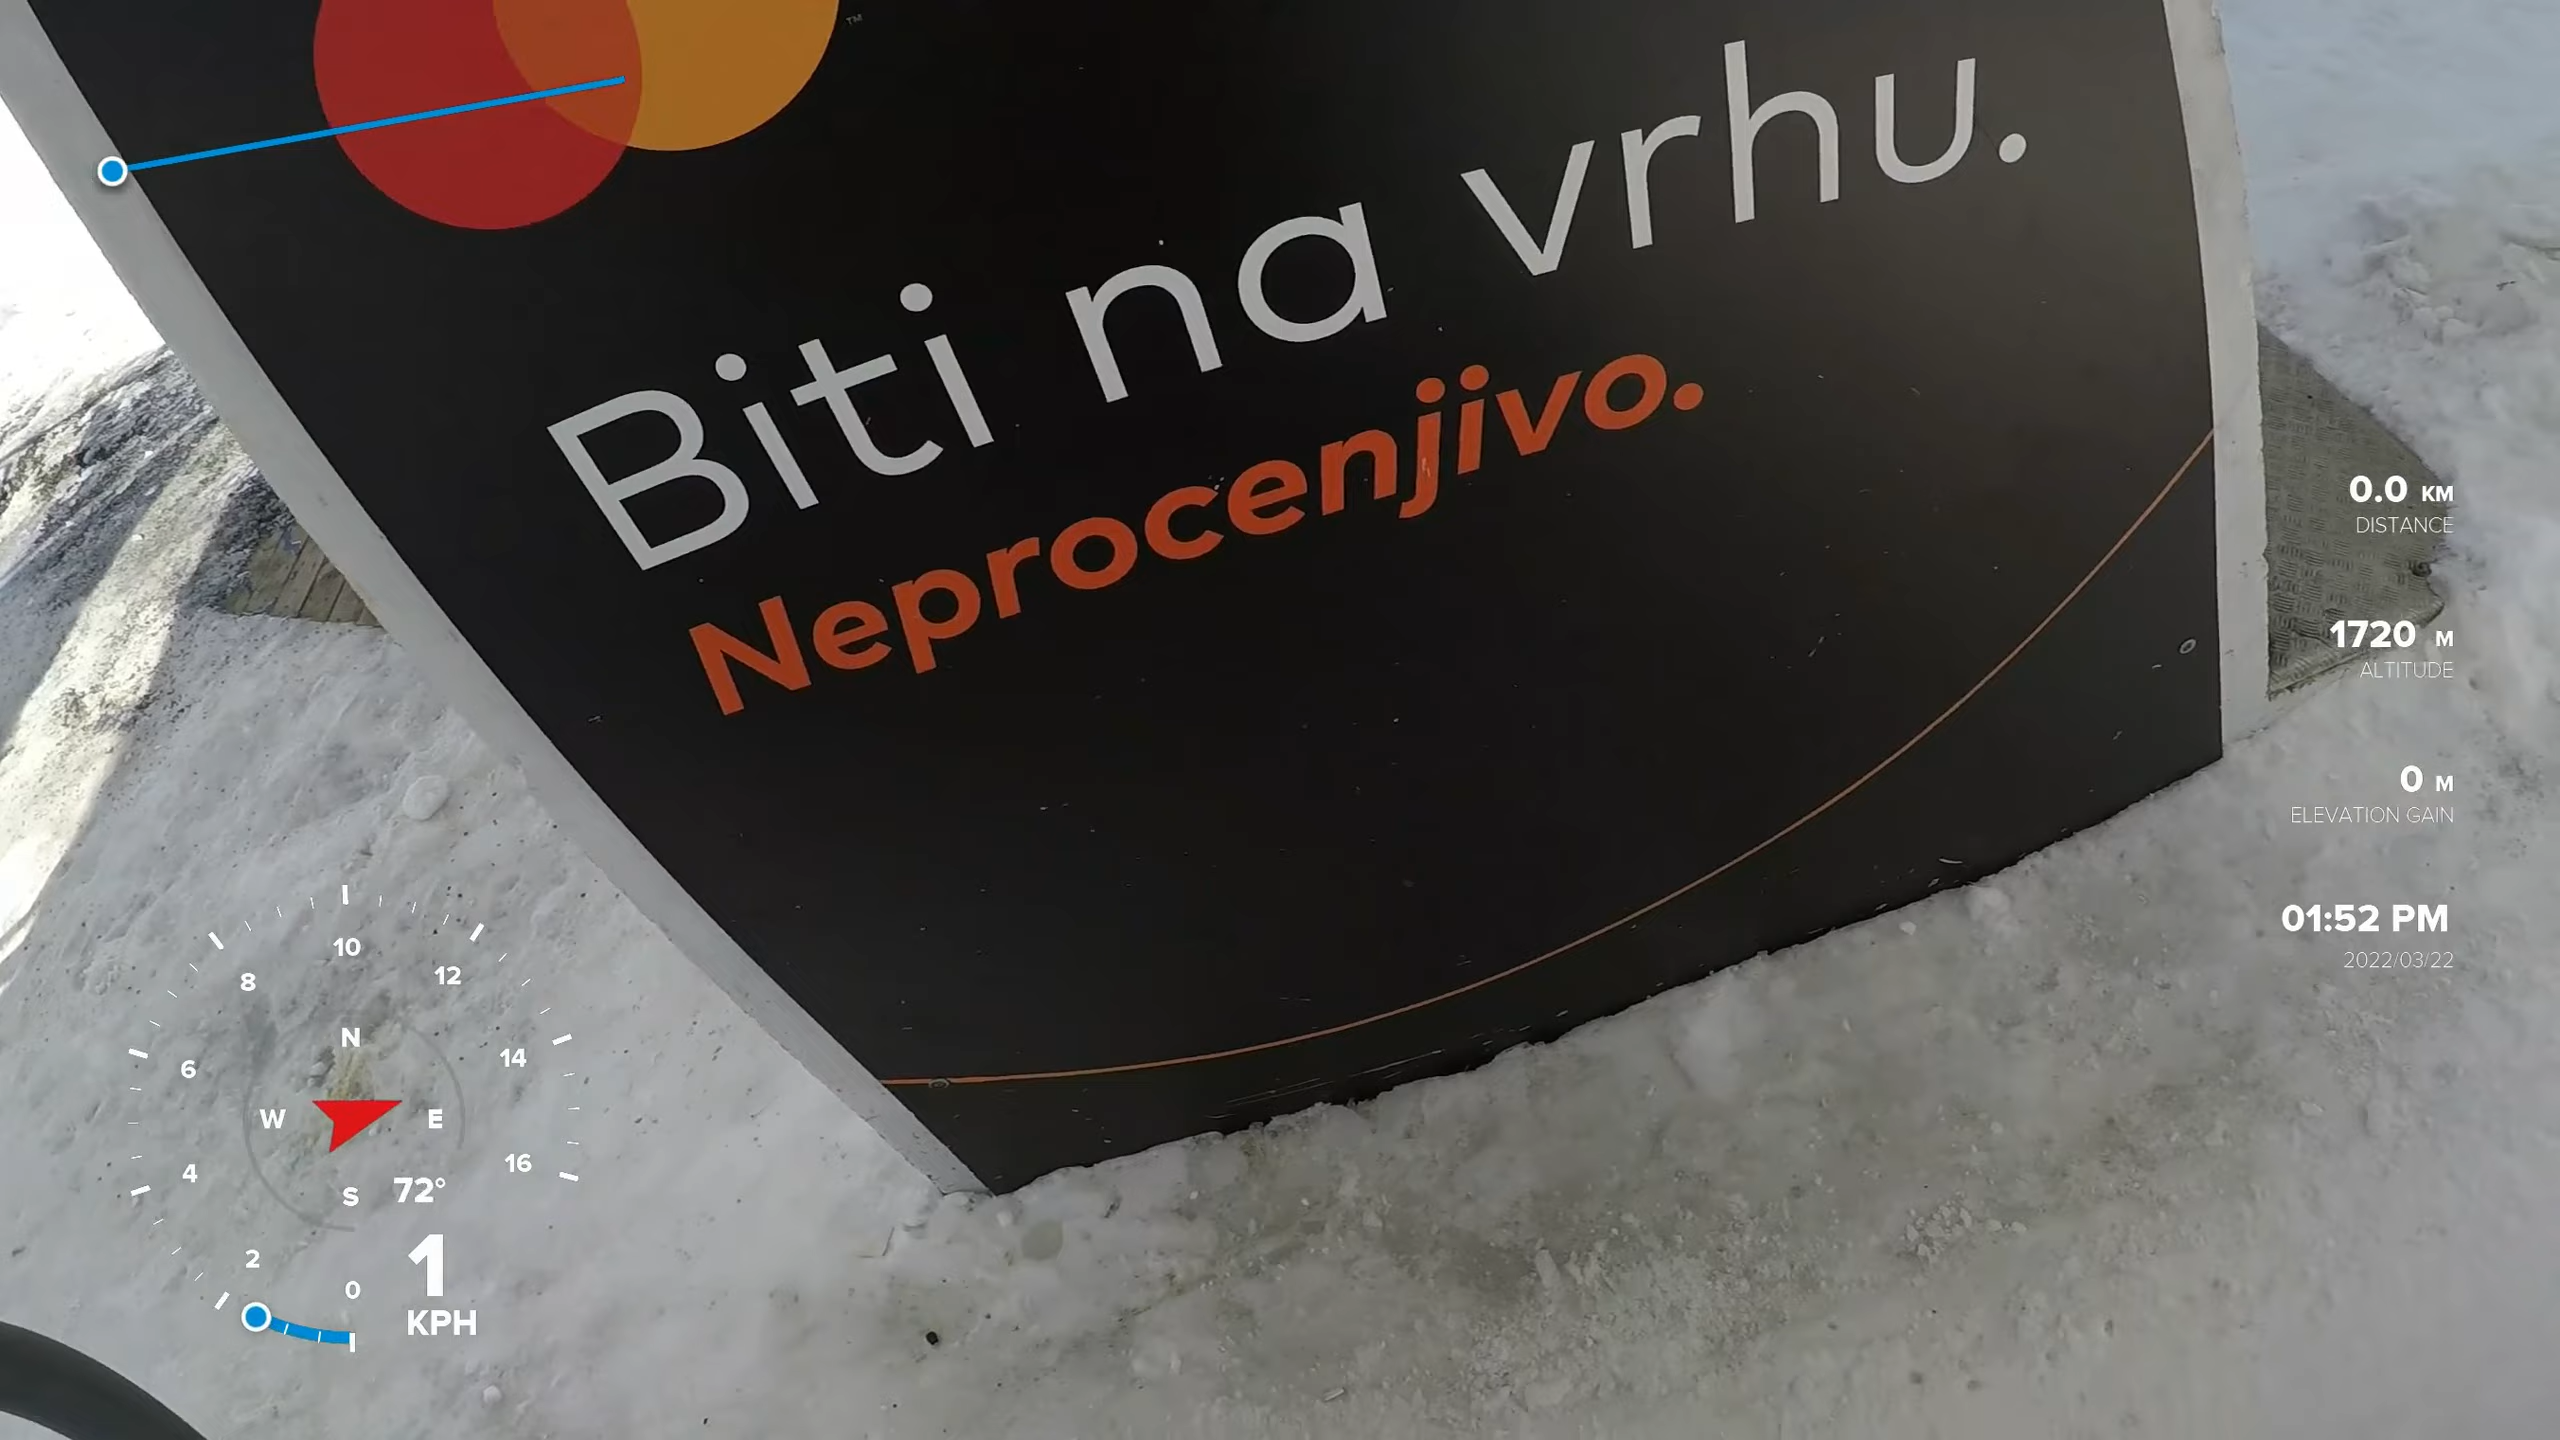 ™
Biti na vrhu.
Neprocenjivo.
0.0 KM
DISTANCE
1720 M
ALTITUDE
0 M
ELEVATION GAIN
01:52 PM
2022/03/22
10
8
12
N
6
14
W
E
4
16
S
72°
2
0
1
KPH